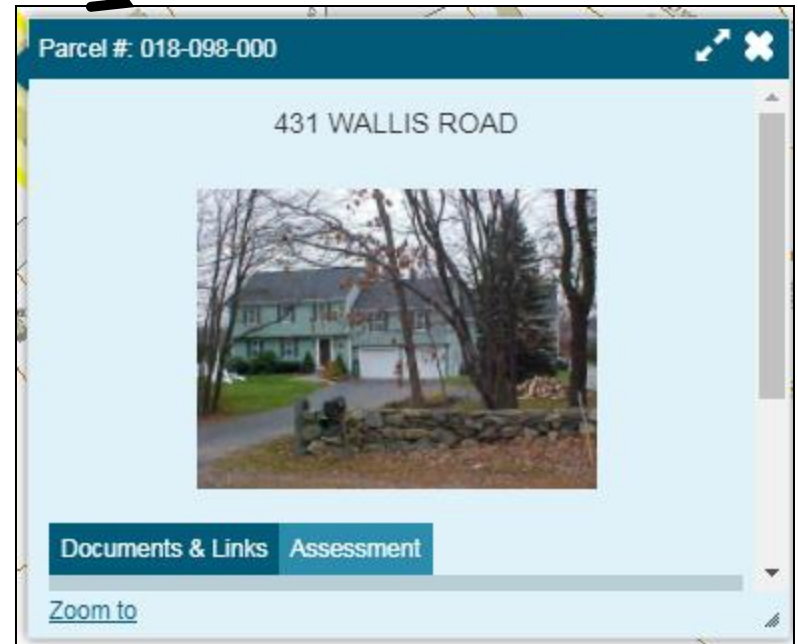 Parcel #: 018-098-000
431 WALLIS ROAD
Documents & Links Assessment
Zoom to